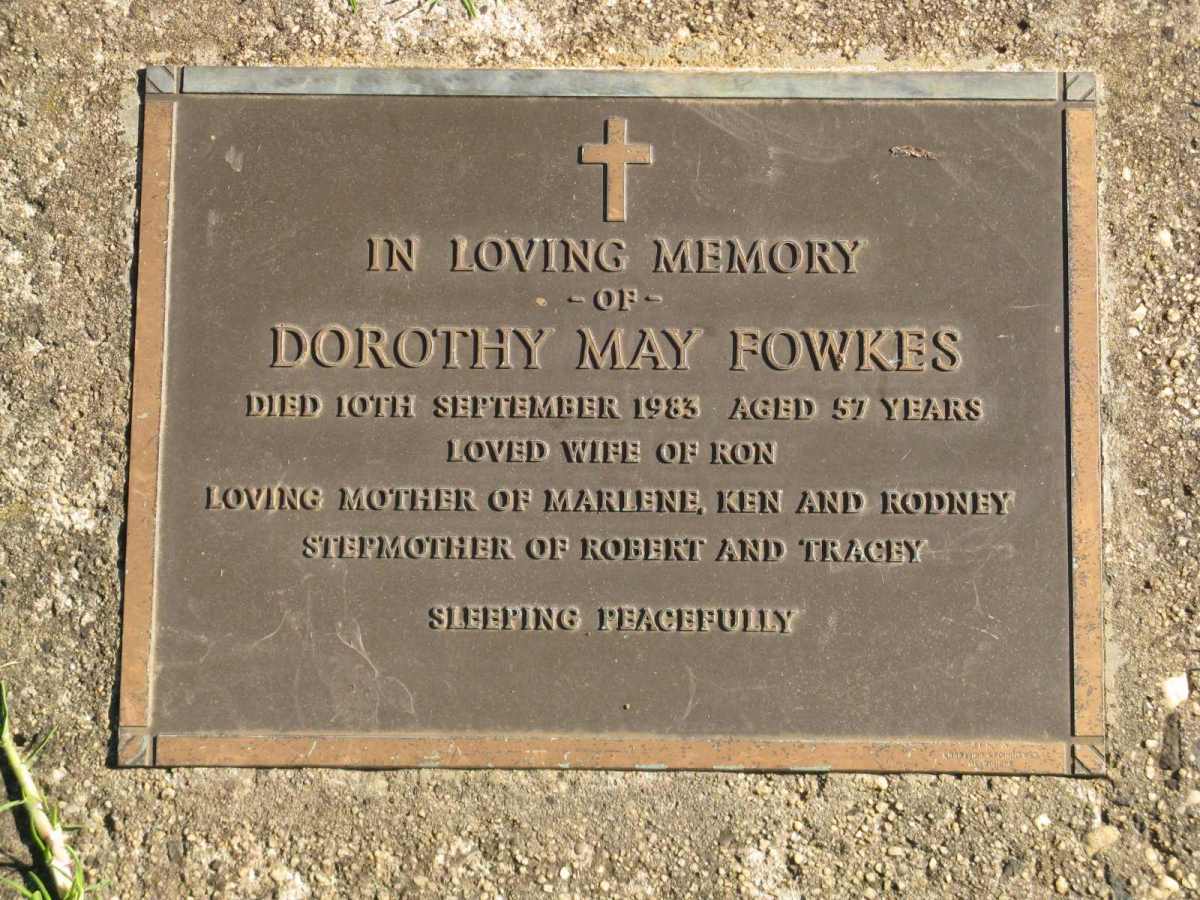 IN LOVING MEMORY
- OF -
DOROTHY MAY FOWKES
DIED 10TH SEPTEMBER 1983 AGED 57 YEARS
LOVED WIFE OF RON
LOVING MOTHER OF MARLENE, KEN AND RODNEY
STEPMOTHER OF ROBERT AND TRACEY
SLEEPING PEACEFULLY